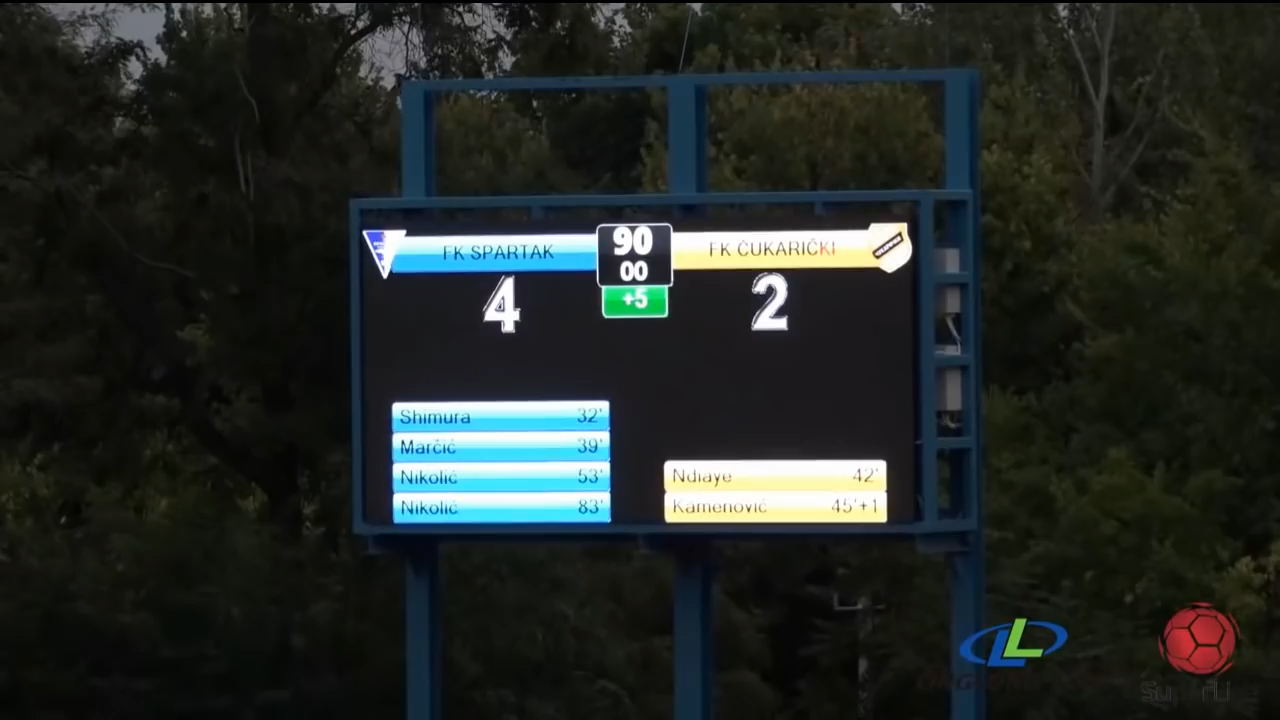 FK SPARTAK
90
00
+5
FK ČUKARIČKI
4
2
Shimura 32'
Marčić 39'
Nikolić 53'
Nikolić 83'
Ndiaye 42'
Kamenović 45'+1